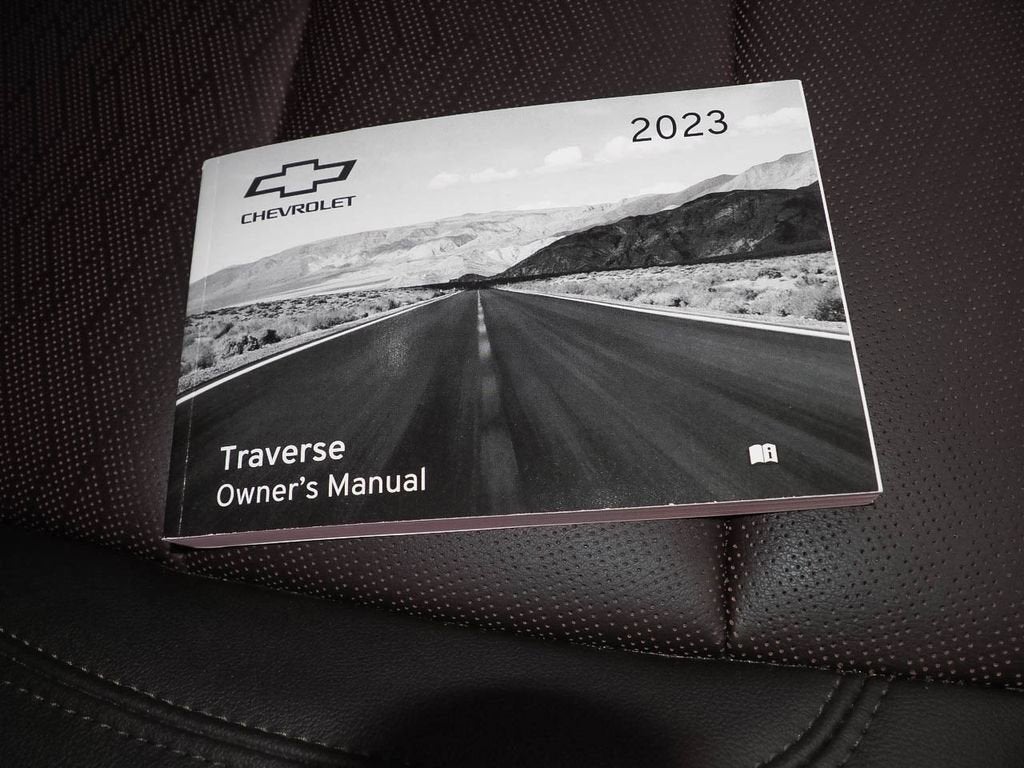 2023
CHEVROLET
Traverse
Owner's Manual